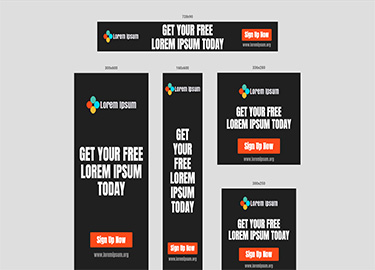 728x90
Lorem Ipsum
GET YOUR FREE
LOREM IPSUM TODAY
Sign Up Now
www.loremipsum.org
300x600
Lorem Ipsum
GET YOUR FREE
LOREM IPSUM
TODAY
Sign Up Now
www.loremipsum.org
160x600
Lorem Ipsum
GET
YOUR
FREE
LOREM
IPSUM
TODAY
Sign Up Now
www.loremipsum.org
336x280
Lorem Ipsum
GET YOUR FREE
LOREM IPSUM TODAY
Sign Up Now
www.loremipsum.org
300x250
Lorem Ipsum
GET YOUR FREE
LOREM IPSUM TODAY
Sign Up Now
www.loremipsum.org